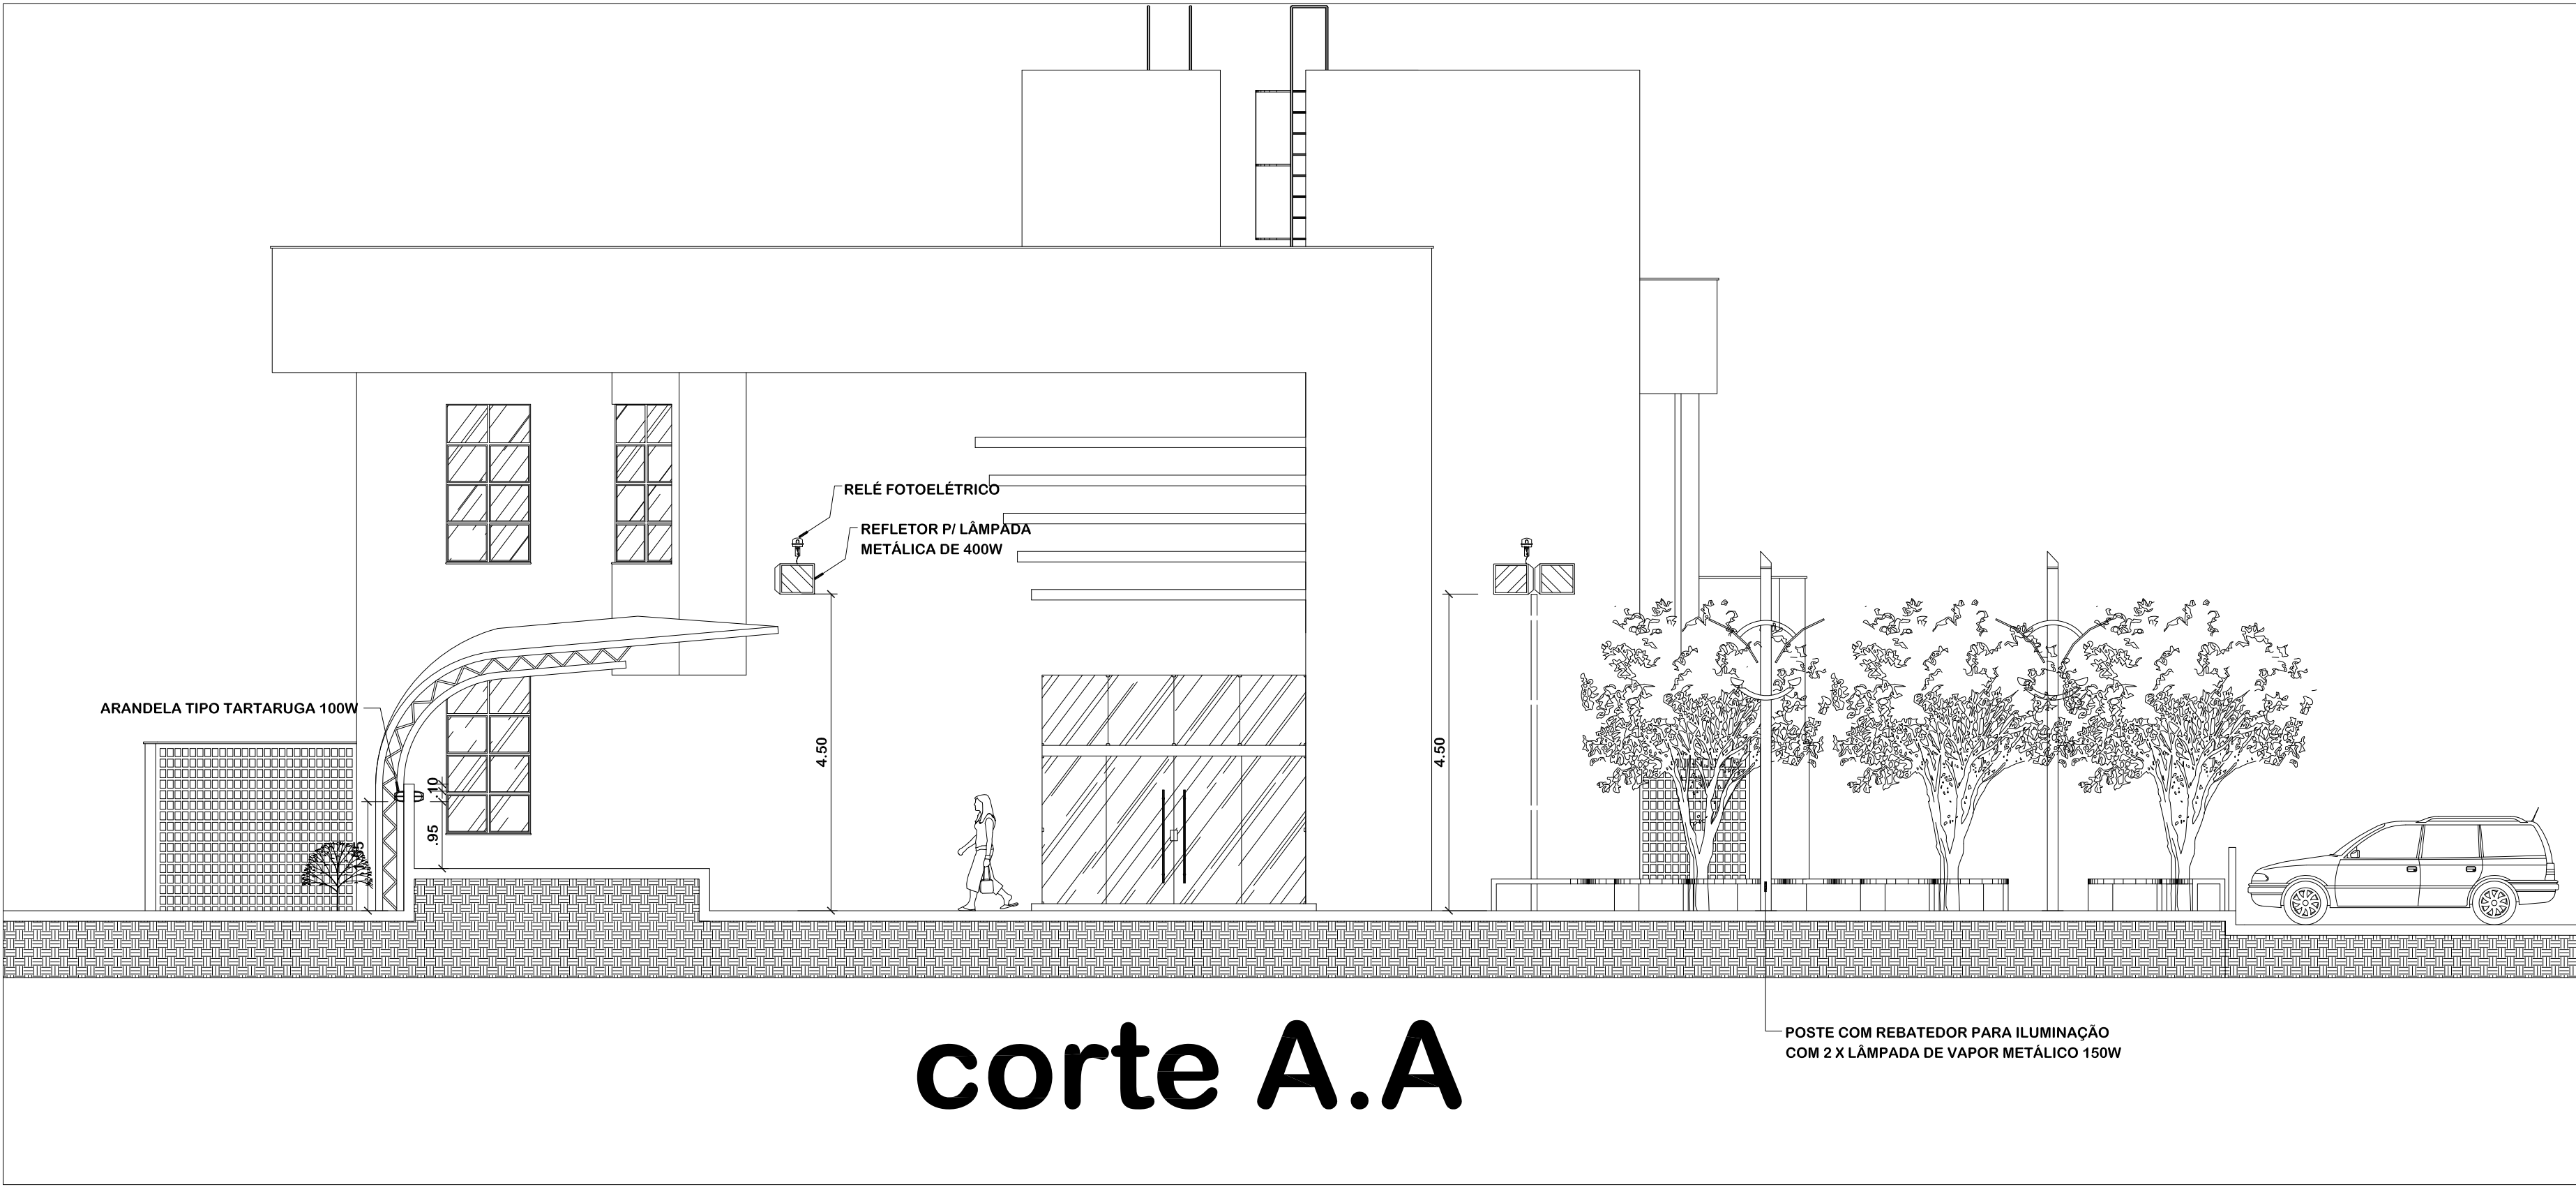 RELÉ FOTOELÉTRICO
REFLETOR P/ LÂMPADA
METÁLICA DE 400W
ARANDELA TIPO TARTARUGA 100W
4.50
4.50
.10
.95
POSTE COM REBATEDOR PARA ILUMINAÇÃO
COM 2 X LÂMPADA DE VAPOR METÁLICO 150W
corte A.A